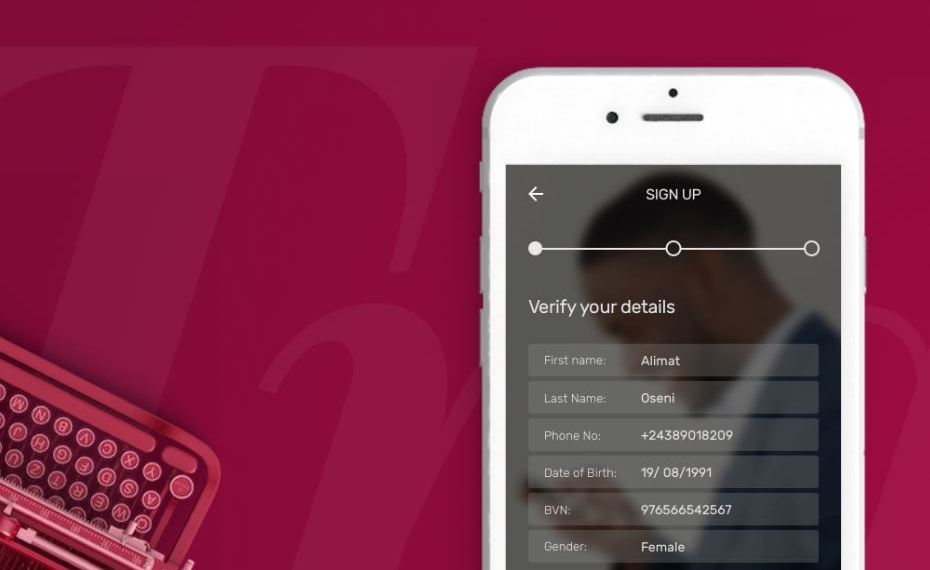 SIGN UP
Verify your details
First name: Alimat
Last Name: Oseni
Phone No: +24389018209
Date of Birth: 19/ 08/1991
BVN: 976566542567
Gender: Female